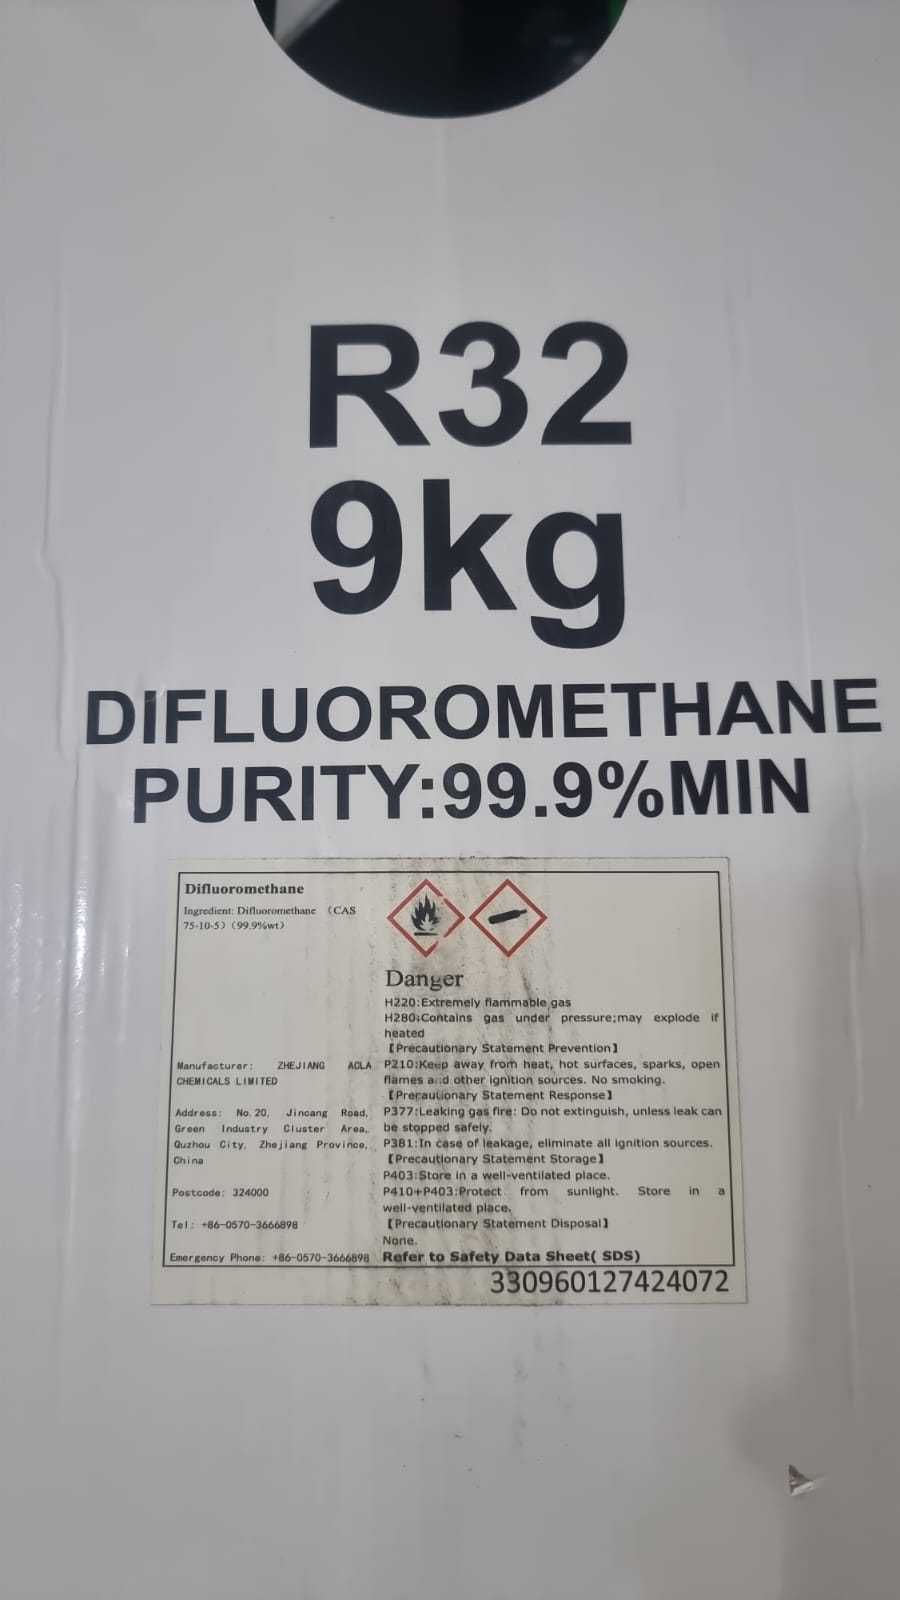 R32
9kg
DIFLUOROMETHANE
PURITY:99.9%MIN
Difluoromethane
Ingredient: Difluoromethane （CAS
75-10-5）（99.9%wt）
Manufacturer: ZHEJIANG AOLA
CHEMICALS LIMITED
Address: No.20, Jincang Road,
Green Industry Cluster Area,
Quzhou City, Zhejiang Province,
China
Postcode: 324000
Tel: +86-0570-3666898
Emergency Phone: +86-0570-3666898
Danger
H220:Extremely flammable gas
H280:Contains gas under pressure;may explode if
heated
【Precautionary Statement Prevention】
P210:Keep away from heat, hot surfaces, sparks, open
flames and other ignition sources. No smoking.
【Precautionary Statement Response】
P377:Leaking gas fire: Do not extinguish, unless leak can
be stopped safely.
P381:In case of leakage, eliminate all ignition sources.
【Precautionary Statement Storage】
P403:Store in a well-ventilated place.
P410+P403:Protect from sunlight. Store in a
well-ventilated place.
【Precautionary Statement Disposal】
None.
Refer to Safety Data Sheet( SDS)
330960127424072